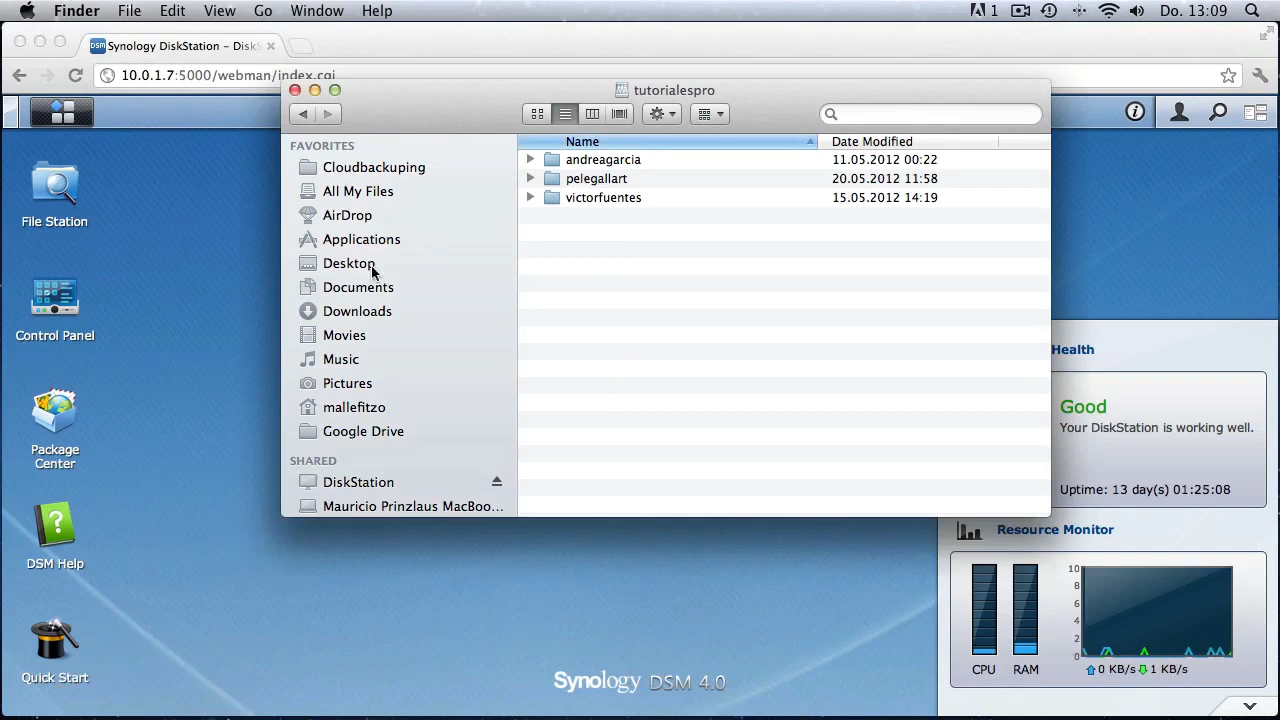 Finder File Edit View Go Window Help 1 Do. 13:09
Synology DiskStation - DiskS
10.0.1.7:5000/webman/index.cgi
tutorialespro
FAVORITES
Cloudbackuping
All My Files
AirDrop
Applications
Desktop
Documents
Downloads
Movies
Music
Pictures
mallefitzo
Google Drive
SHARED
DiskStation
Mauricio Prinzlaus MacBoo...
Name Date Modified
andreagarcia 11.05.2012 00:22
pelegallart 20.05.2012 11:58
victorfuentes 15.05.2012 14:19
File Station
Control Panel
Package
Center
DSM Help
Quick Start
Health
Good
Your DiskStation is working well.
Uptime: 13 day(s) 01:25:08
Resource Monitor
10
8
6
4
2
0
CPU RAM 0 KB/s 1 KB/s
Synology DSM 4.0